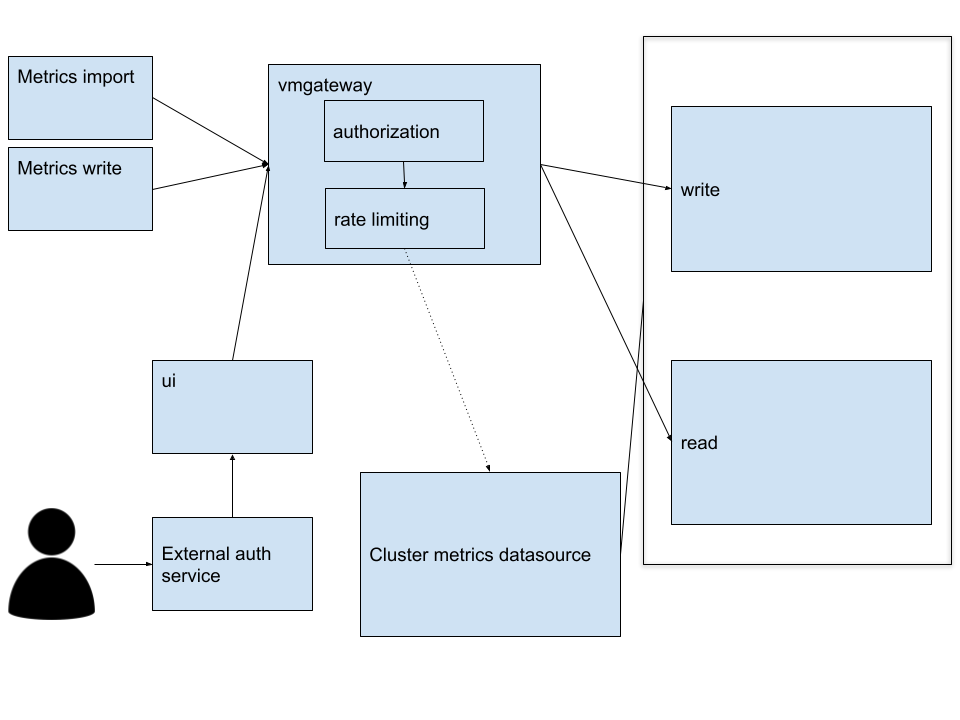 Metrics import
Metrics write
vmgateway
authorization
rate limiting
write
read
ui
External auth
service
Cluster metrics datasource